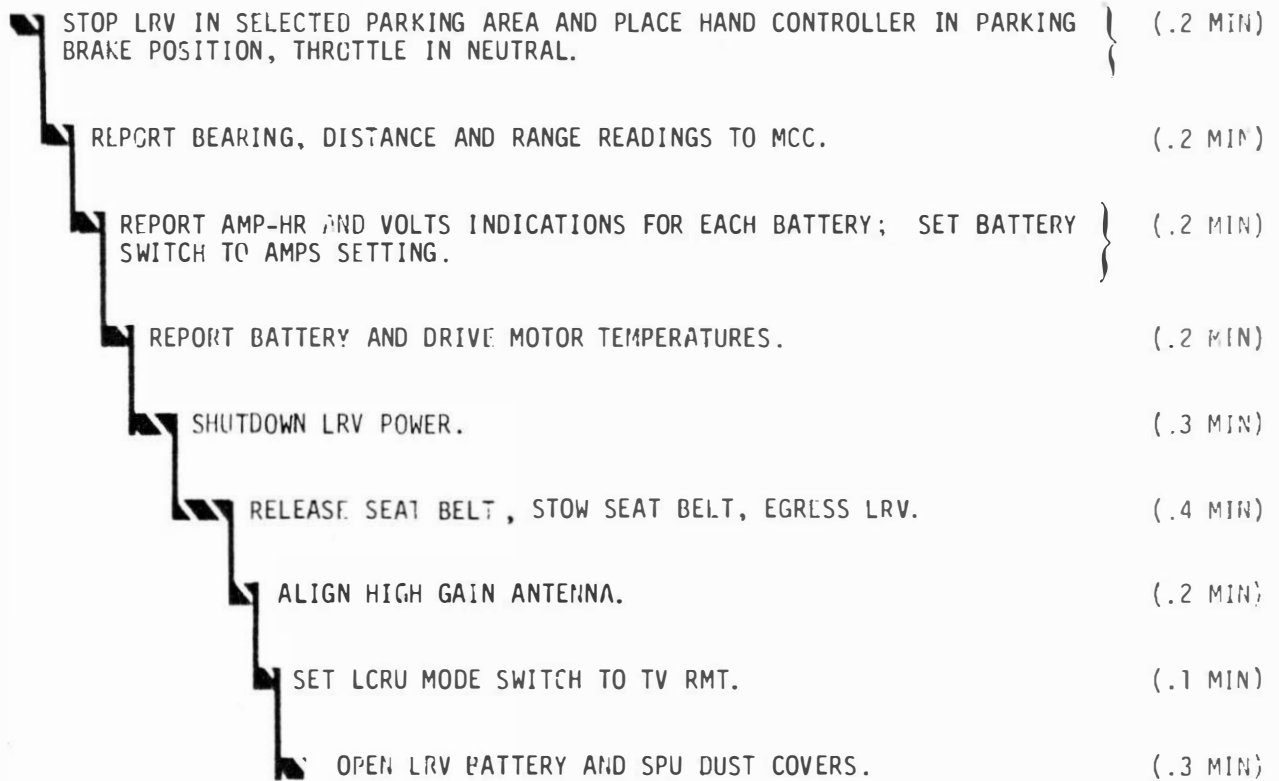 STOP LRV IN SELECTED PARKING AREA AND PLACE HAND CONTROLLER IN PARKING (.2 MIN)
BRAKE POSITION, THROTTLE IN NEUTRAL.
REPORT BEARING, DISTANCE AND RANGE READINGS TO MCC. (.2 MIN)
REPORT AMP-HR AND VOLTS INDICATIONS FOR EACH BATTERY; SET BATTERY (.2 MIN)
SWITCH TO AMPS SETTING.
REPORT BATTERY AND DRIVE MOTOR TEMPERATURES. (.2 MIN)
SHUTDOWN LRV POWER. (.3 MIN)
RELEASE SEAT BELT, STOW SEAT BELT, EGRESS LRV. (.4 MIN)
ALIGN HIGH GAIN ANTENNA. (.2 MIN)
SET LCRU MODE SWITCH TO TV RMT. (.1 MIN)
OPEN LRV BATTERY AND SPU DUST COVERS. (.3 MIN)